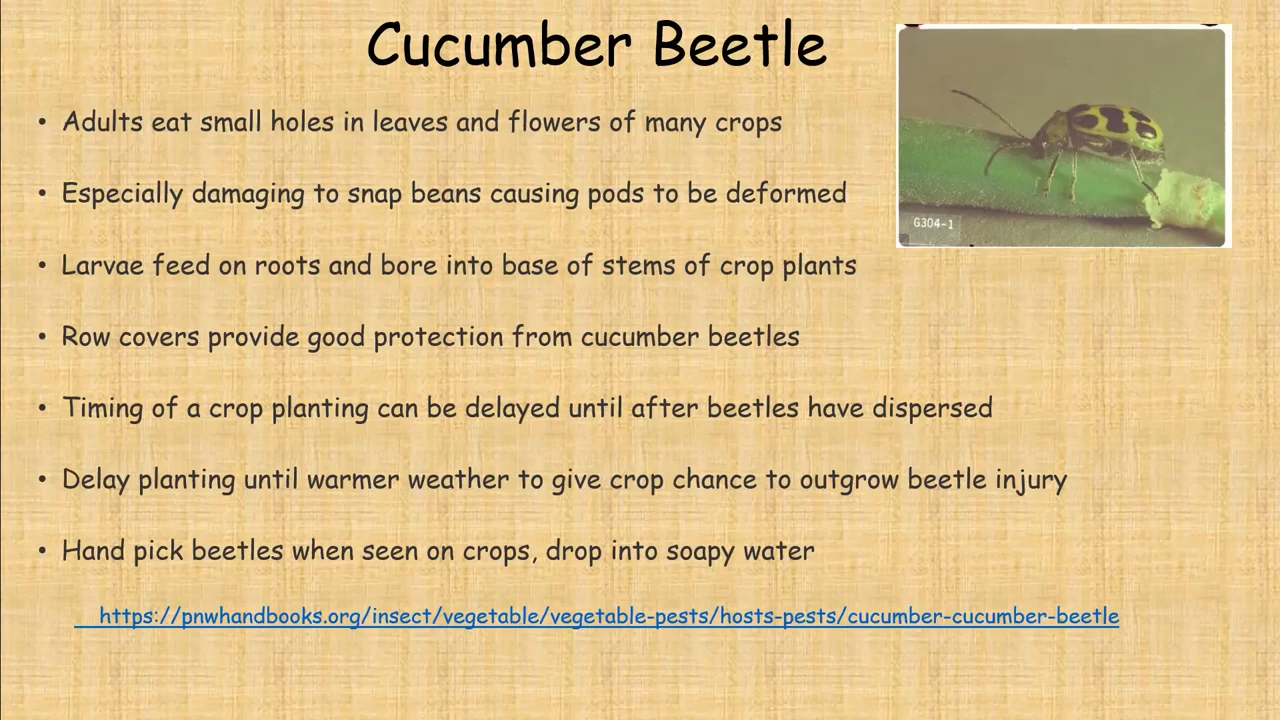 Cucumber Beetle
• Adults eat small holes in leaves and flowers of many crops
• Especially damaging to snap beans causing pods to be deformed
G304-1
• Larvae feed on roots and bore into base of stems of crop plants
• Row covers provide good protection from cucumber beetles
• Timing of a crop planting can be delayed until after beetles have dispersed
• Delay planting until warmer weather to give crop chance to outgrow beetle injury
• Hand pick beetles when seen on crops, drop into soapy water
https://pnwhandbooks.org/insect/vegetable/vegetable-pests/hosts-pests/cucumber-cucumber-beetle